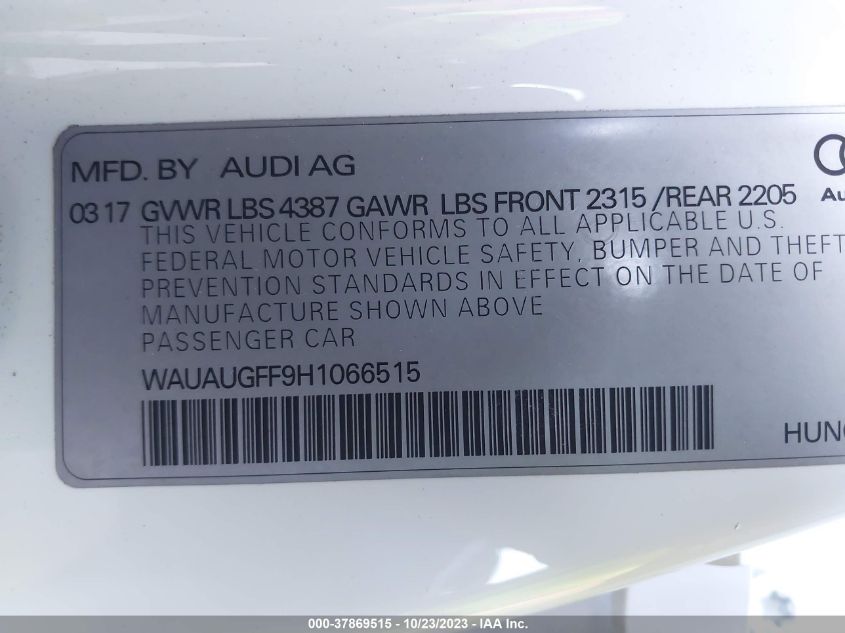 MFD. BY AUDI AG
03 17 GVWR LBS 4387 GAWR LBS FRONT 2315 /REAR 2205
THIS VEHICLE CONFORMS TO ALL APPLICABLE U.S.
FEDERAL MOTOR VEHICLE SAFETY, BUMPER AND THEFT
PREVENTION STANDARDS IN EFFECT ON THE DATE OF
MANUFACTURE SHOWN ABOVE
PASSENGER CAR
WAUAUGFF9H1066515
000-37869515 - 10/23/2023 - IAA Inc.